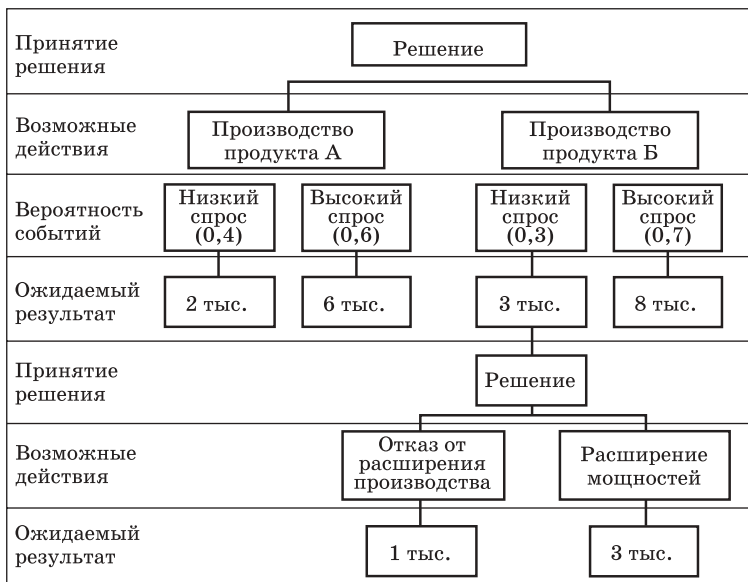 Принятие
решения
Решение
Возможные
действия
Производство
продукта А
Производство
продукта Б
Вероятность
событий
Низкий
спрос
(0,4)
Высокий
спрос
(0,6)
Низкий
спрос
(0,3)
Высокий
спрос
(0,7)
Ожидаемый
результат
2 тыс.
6 тыс.
3 тыс.
8 тыс.
Принятие
решения
Решение
Возможные
действия
Отказ от
расширения
производства
Расширение
мощностей
Ожидаемый
результат
1 тыс.
3 тыс.